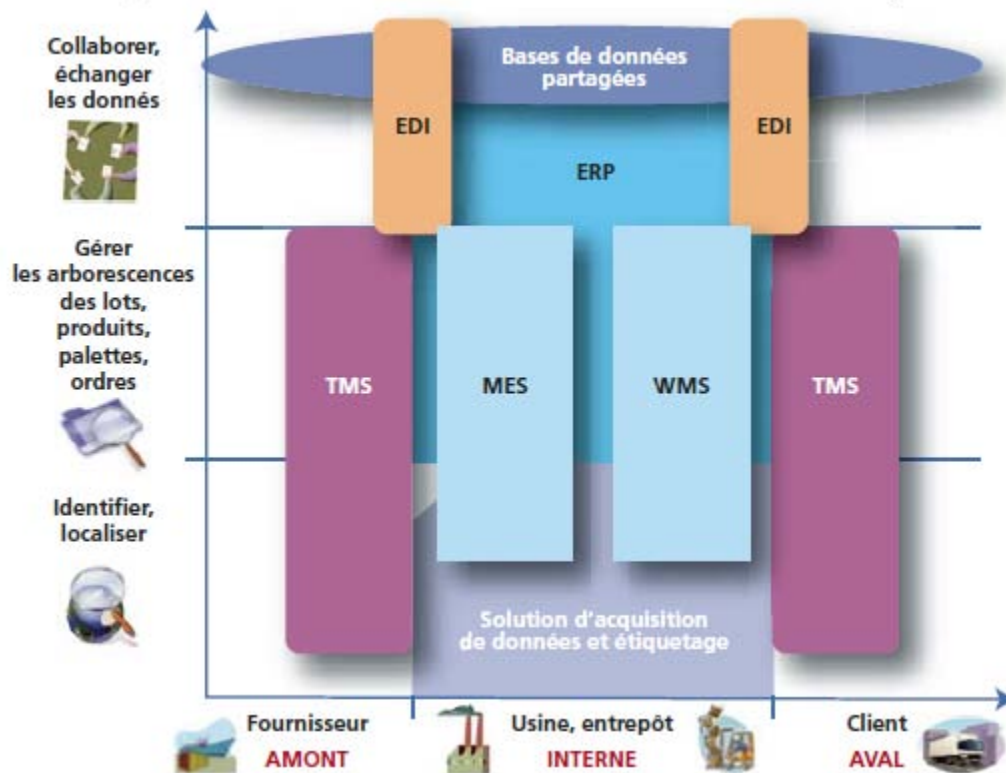 Collaborer,
échanger
les donnés
Bases de données
partagées
EDI
EDI
ERP
Gérer
les arborescences
des lots,
produits,
palettes,
ordres
TMS
MES
WMS
TMS
Identifier,
localiser
Solution d'acquisition
de données et étiquetage
Fournisseur
AMONT
Usine, entrepôt
INTERNE
Client
AVAL